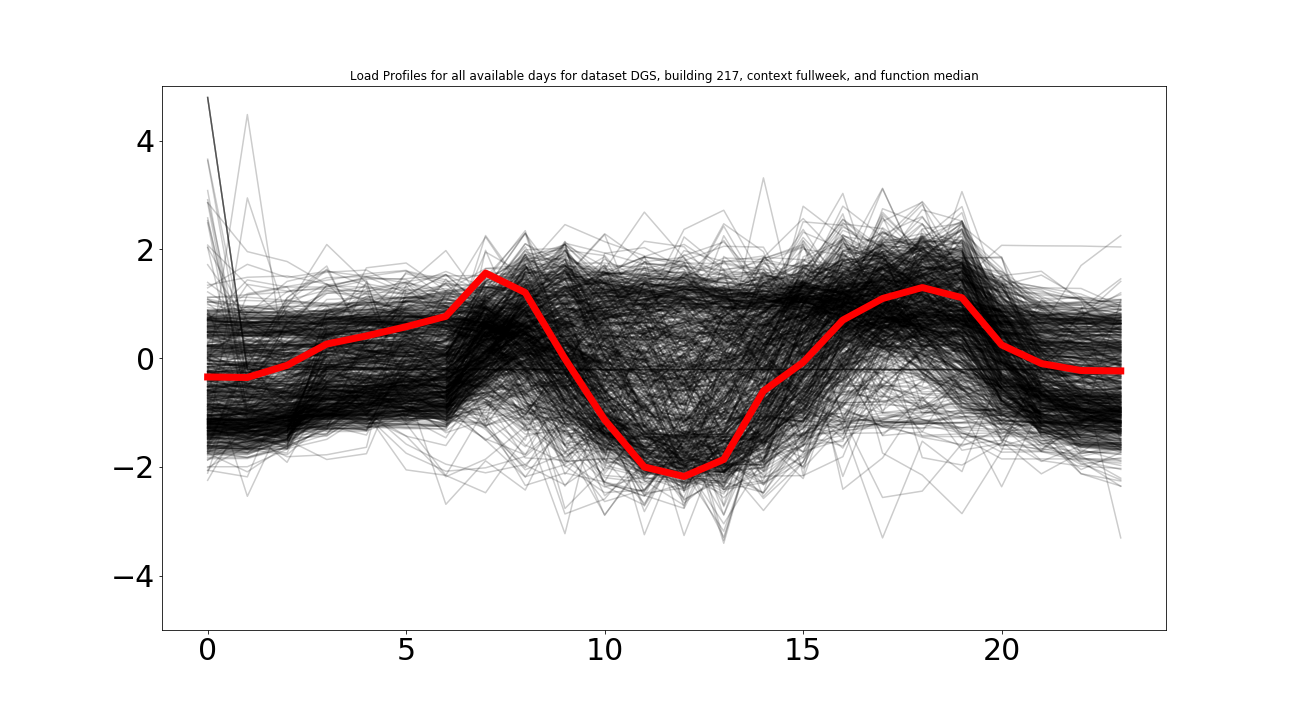 Load Profiles for all available days for dataset DGS, building 217, context fullweek, and function median
4
2
0
−2
−4
0 5 10 15 20